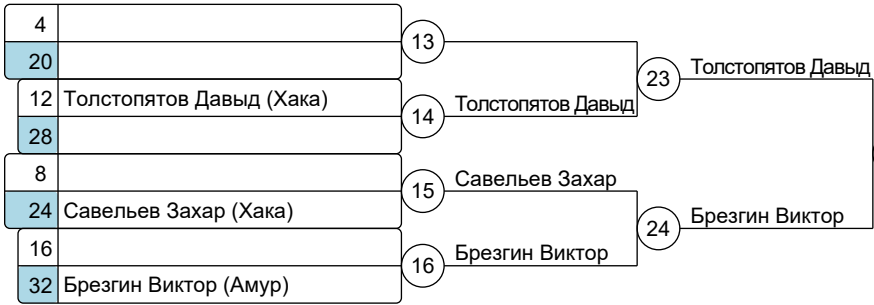 4
13
20
Толстопятов Давыд
23
12 Толстопятов Давыд (Хака)
14
Толстопятов Давыд
28
8
Савельев Захар
15
24 Савельев Захар (Хака)
Брезгин Виктор
24
16
Брезгин Виктор
16
32 Брезгин Виктор (Амур)